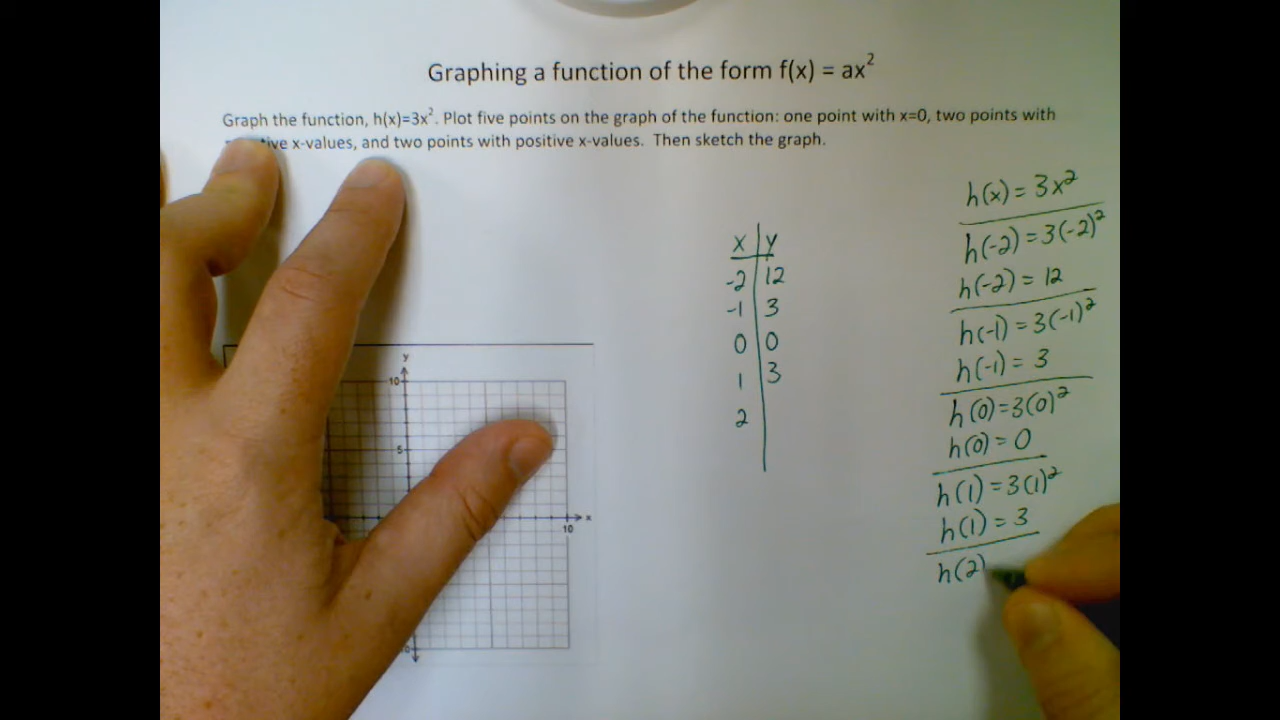 Graphing a function of the form f(x) = ax²
Graph the function, h(x)=3x². Plot five points on the graph of the function: one point with x=0, two points with
x-values, and two points with positive x-values. Then sketch the graph.
x y
-2 12
-1 3
0 0
1 3
2
h(x) = 3x²
h(-2) = 3(-2)²
h(-2) = 12
h(-1) = 3(-1)²
h(-1) = 3
h(0) = 3(0)²
h(0) = 0
h(1) = 3(1)²
h(1) = 3
h(2)
y
10
5
x
10